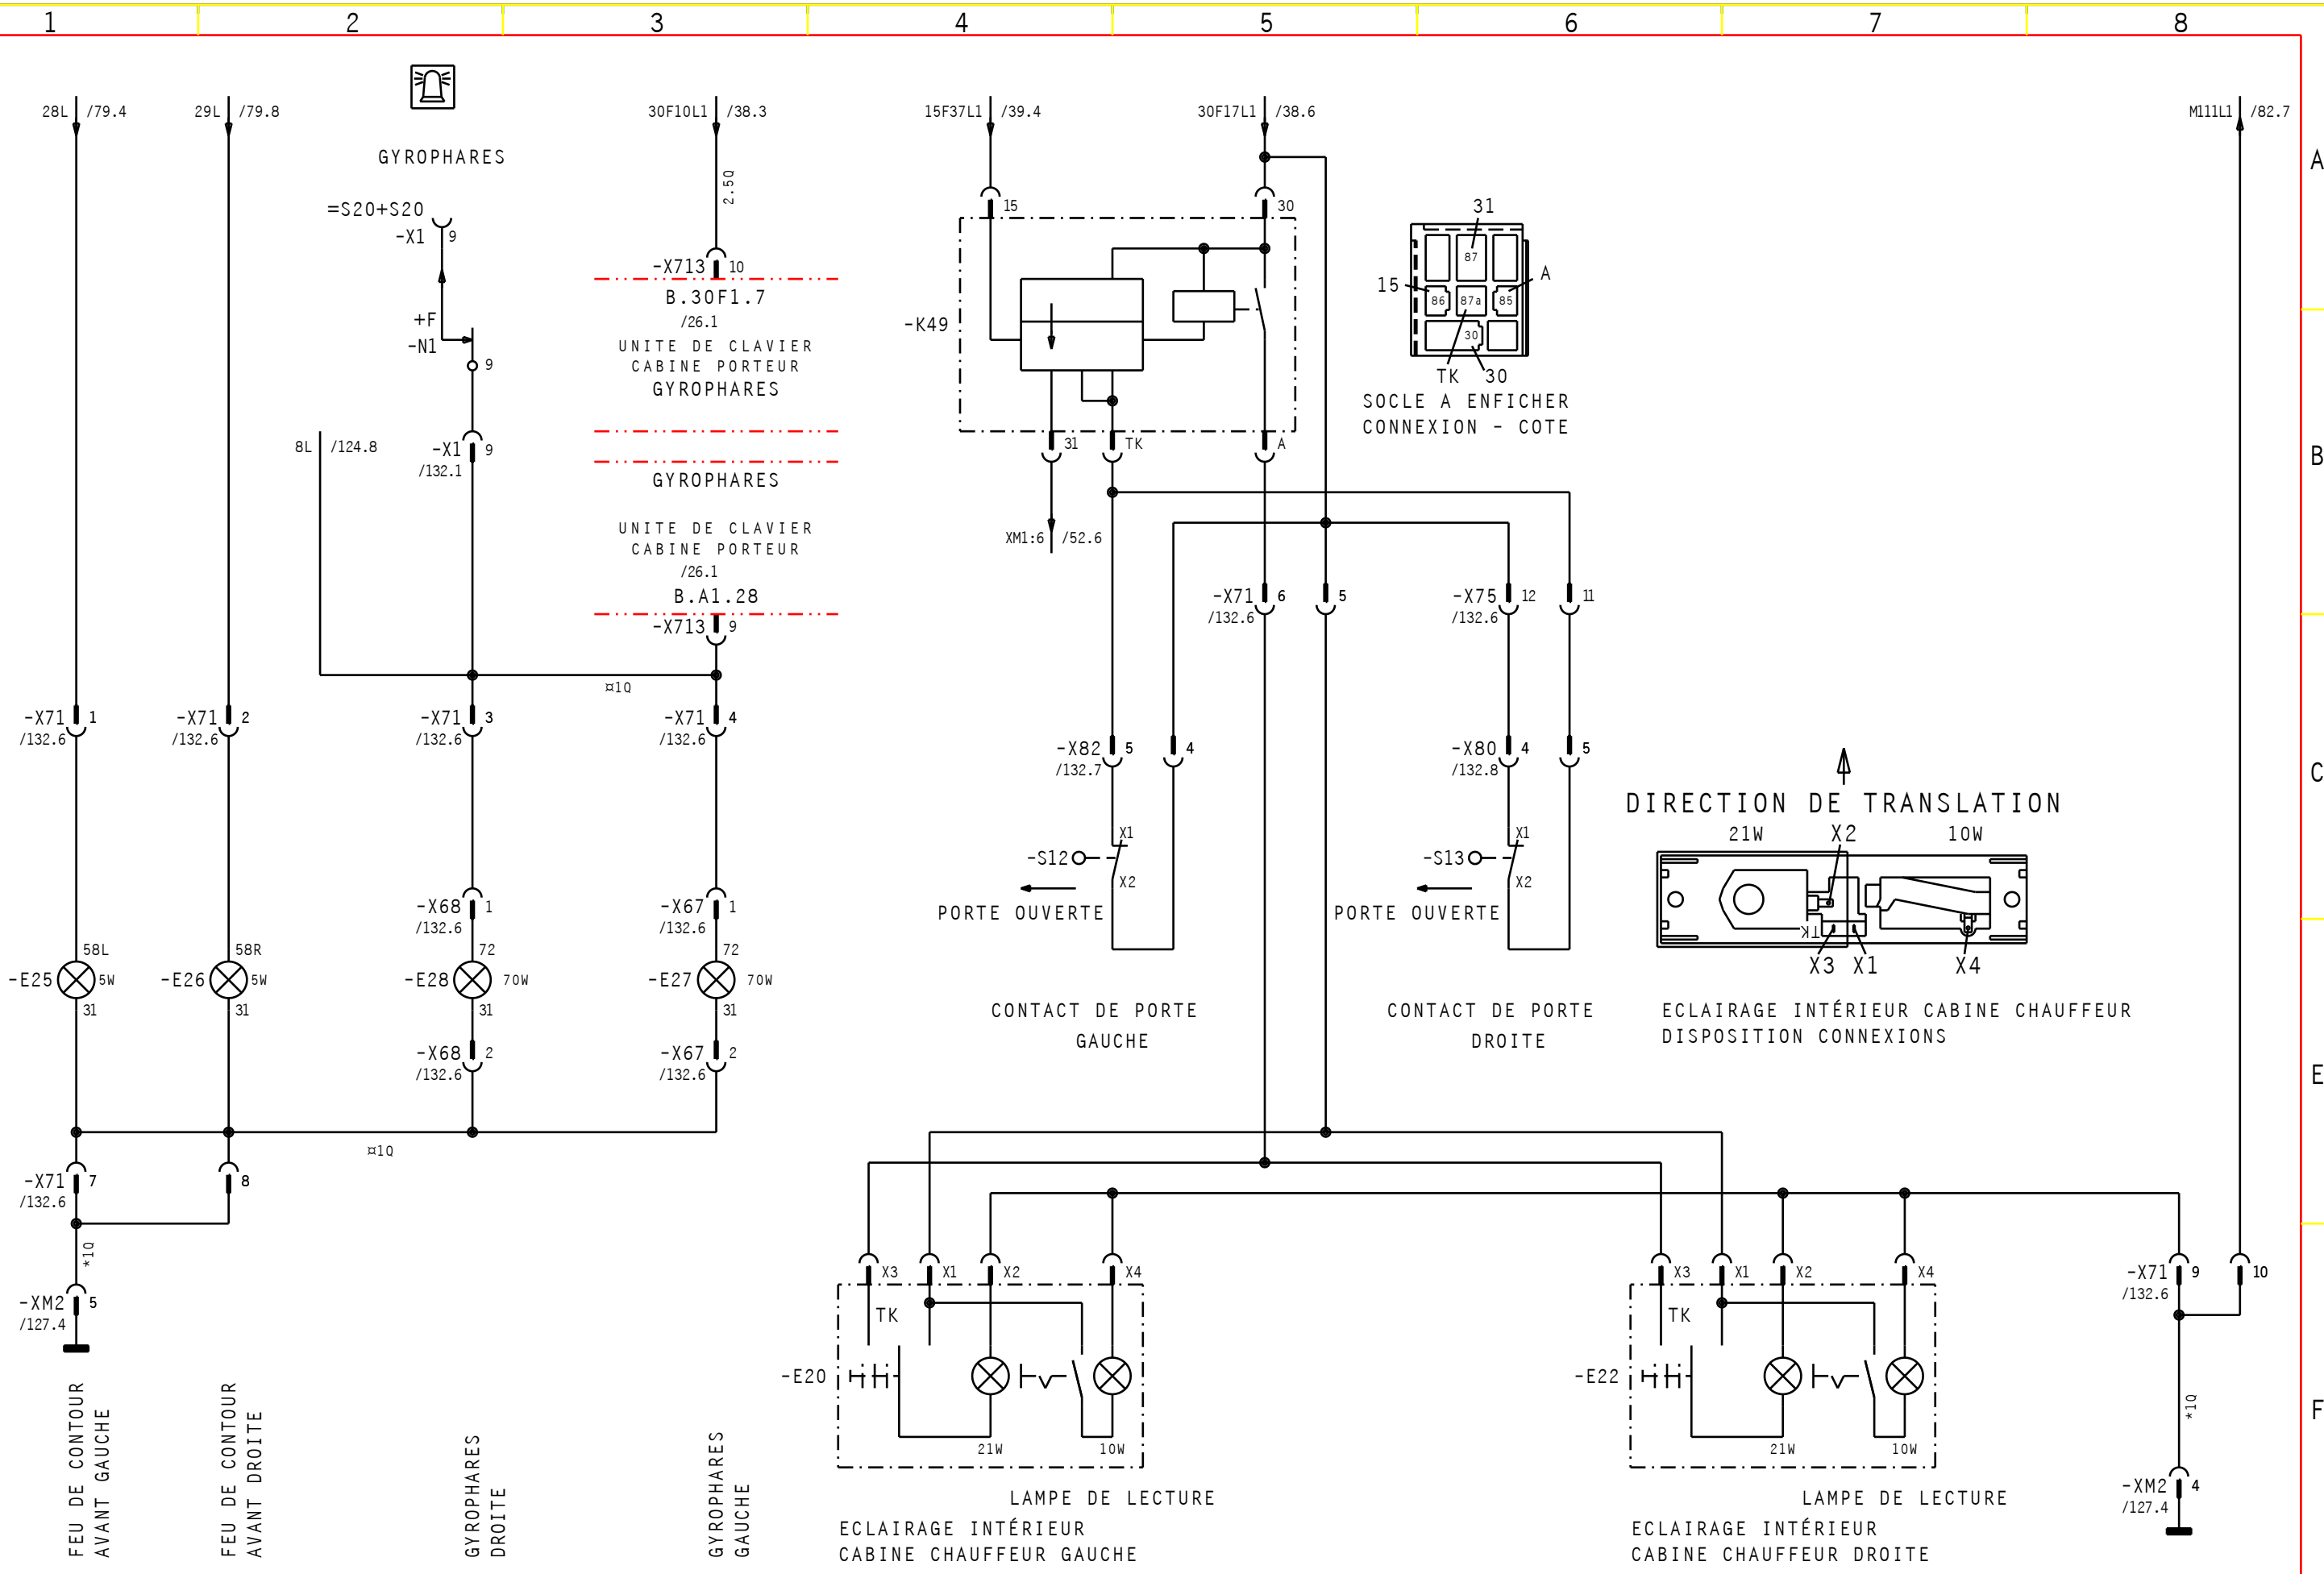 1 2 3 4 5 6 7 8
28L /79.4
29L /79.8
30F10L1 /38.3
15F37L1 /39.4
30F17L1 /38.6
M111L1 /82.7
A
GYROPHARES
2.5Q
=S20+S20
-X1 9
15
30
31
87
A
15
86 87a 85
30
TK 30
SOCLE A ENFICHER
CONNEXION - COTE
-X713 10
B.30F1.7
/26.1
UNITE DE CLAVIER
CABINE PORTEUR
GYROPHARES
+F
-N1
9
-K49
8L /124.8
-X1 9
/132.1
31 TK A
B
GYROPHARES
UNITE DE CLAVIER
CABINE PORTEUR
/26.1
B.A1.28
-X713 9
XM1:6 /52.6
-X71 6 5
/132.6
-X75 12 11
/132.6
¤1Q
-X71 1
/132.6
-X71 2
/132.6
-X71 3
/132.6
-X71 4
/132.6
-X82 5 4
/132.7
-X80 4 5
/132.8
C
DIRECTION DE TRANSLATION
21W X2 10W
TK
X3 X1 X4
ECLAIRAGE INTÉRIEUR CABINE CHAUFFEUR
DISPOSITION CONNEXIONS
X1
-S12
X2
PORTE OUVERTE
X1
-S13
X2
PORTE OUVERTE
CONTACT DE PORTE
GAUCHE
CONTACT DE PORTE
DROITE
-X68 1
/132.6
-X67 1
/132.6
58L
-E25 5W
31
58R
-E26 5W
31
72
-E28 70W
31
72
-E27 70W
31
-X68 2
/132.6
-X67 2
/132.6
E
¤1Q
-X71 7 8
/132.6
*1Q
-XM2 5
/127.4
X3 X1 X2 X4
TK
-E20
21W 10W
LAMPE DE LECTURE
ECLAIRAGE INTÉRIEUR
CABINE CHAUFFEUR GAUCHE
X3 X1 X2 X4
TK
-E22
21W 10W
LAMPE DE LECTURE
ECLAIRAGE INTÉRIEUR
CABINE CHAUFFEUR DROITE
-X71 9 10
/132.6
*1Q
F
-XM2 4
/127.4
FEU DE CONTOUR
AVANT GAUCHE
FEU DE CONTOUR
AVANT DROITE
GYROPHARES
DROITE
GYROPHARES
GAUCHE